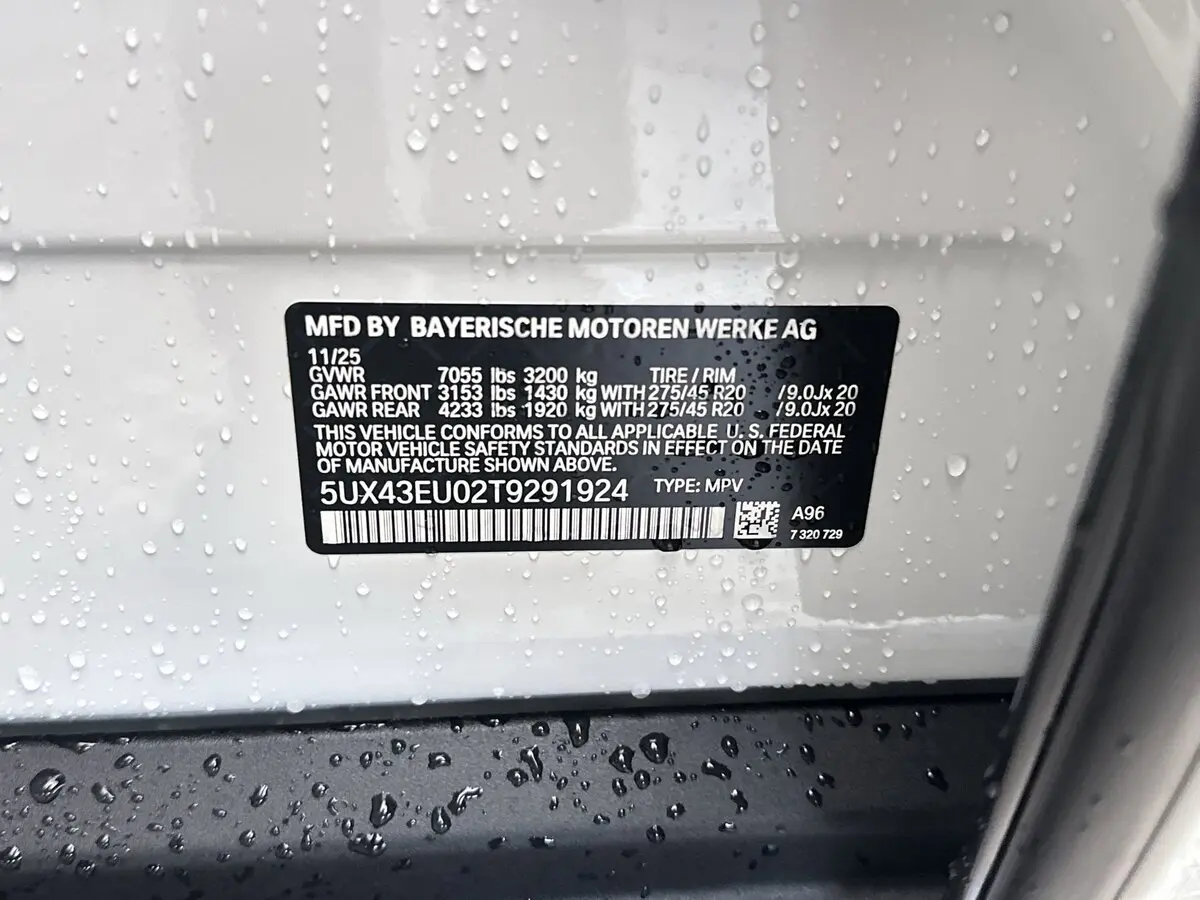 MFD BY BAYERISCHE MOTOREN WERKE AG
11/25
GVWR 7055 lbs 3200 kg TIRE / RIM
GAWR FRONT 3153 lbs 1430 kg WITH 275/45 R20 /9.0Jx 20
GAWR REAR 4233 lbs 1920 kg WITH 275/45 R20 /9.0Jx 20
THIS VEHICLE CONFORMS TO ALL APPLICABLE U. S. FEDERAL
MOTOR VEHICLE SAFETY STANDARDS IN EFFECT ON THE DATE
OF MANUFACTURE SHOWN ABOVE.
5UX43EU02T9291924 TYPE: MPV
A96
7 320 729